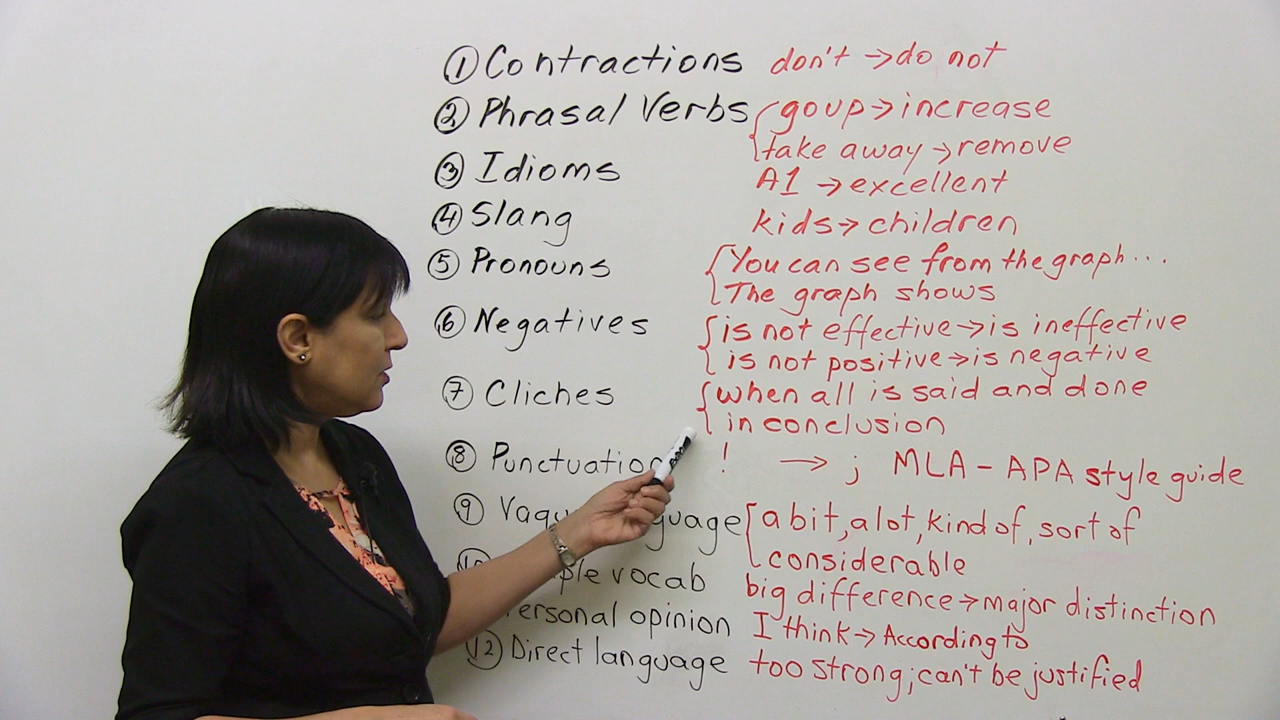 ① Contractions don't → do not
② Phrasal Verbs go up → increase
take away → remove
③ Idioms A1 → excellent
④ Slang kids → children
⑤ Pronouns You can see from the graph...
The graph shows
⑥ Negatives is not effective → is ineffective
is not positive → is negative
⑦ Cliches when all is said and done
in conclusion
⑧ Punctuation ! → ; MLA - APA style guide
⑨ a bit, a lot, kind of, sort of
considerable
vocab big difference → major distinction
opinion I think → According to
⑫ Direct language too strong; can't be justified